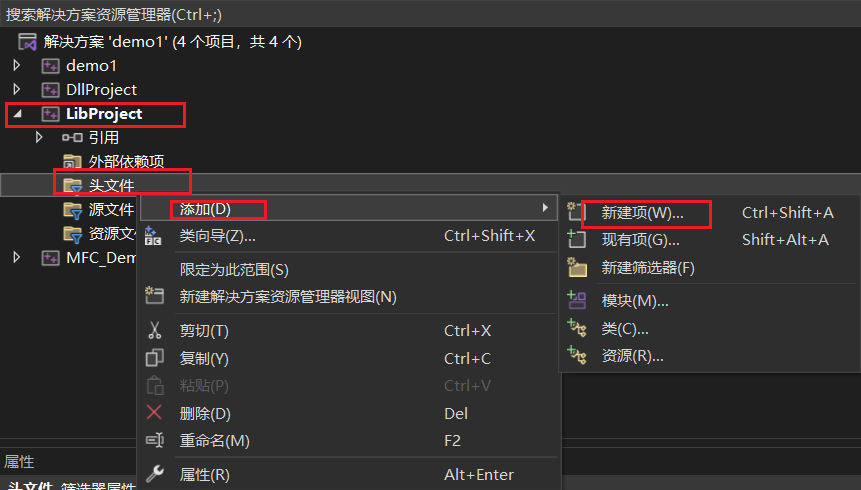 搜索解决方案资源管理器(Ctrl+;)
解决方案 'demo1' (4 个项目，共 4 个)
demo1
DllProject
LibProject
引用
外部依赖项
头文件
源文件
资源文
MFC_Dem
添加(D)
类向导(Z)... Ctrl+Shift+X
限定为此范围(S)
新建解决方案资源管理器视图(N)
剪切(T) Ctrl+X
复制(Y) Ctrl+C
粘贴(P) Ctrl+V
删除(D) Del
重命名(M) F2
属性(R) Alt+Enter
新建项(W)... Ctrl+Shift+A
现有项(G)... Shift+Alt+A
新建筛选器(F)
模块(M)...
类(C)...
资源(R)...
属性
头文件 筛选器属性